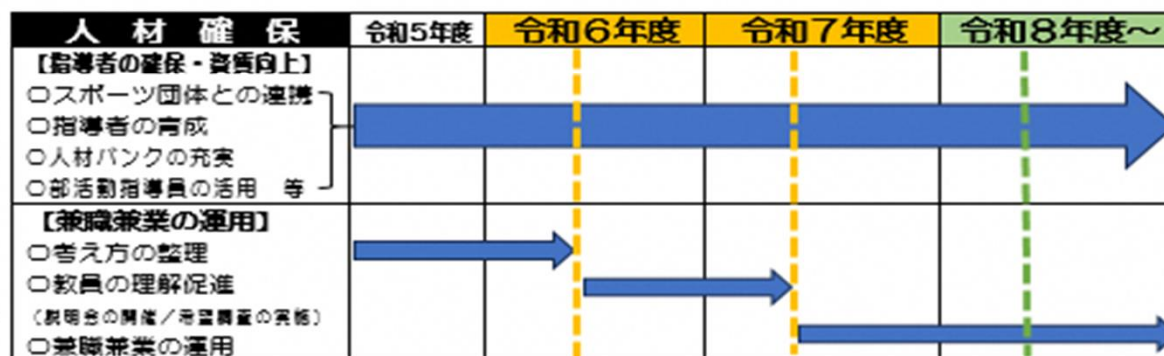 人材確保 令和5年度 令和6年度 令和7年度 令和8年度～
【指導者の確保・資質向上】
○スポーツ団体との連携
○指導者の育成
○人材バンクの充実
○部活動指導員の活用 等
【兼職兼業の運用】
○考え方の整理
○教員の理解促進
（説明会の開催／希望調査の実施）
○兼職兼業の運用